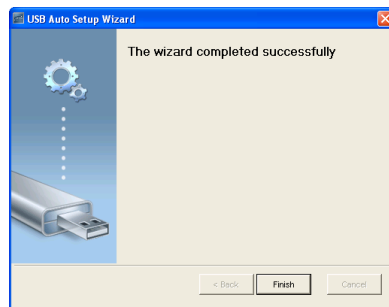 USB Auto Setup Wizard
The wizard completed successfully
< Back Finish Cancel